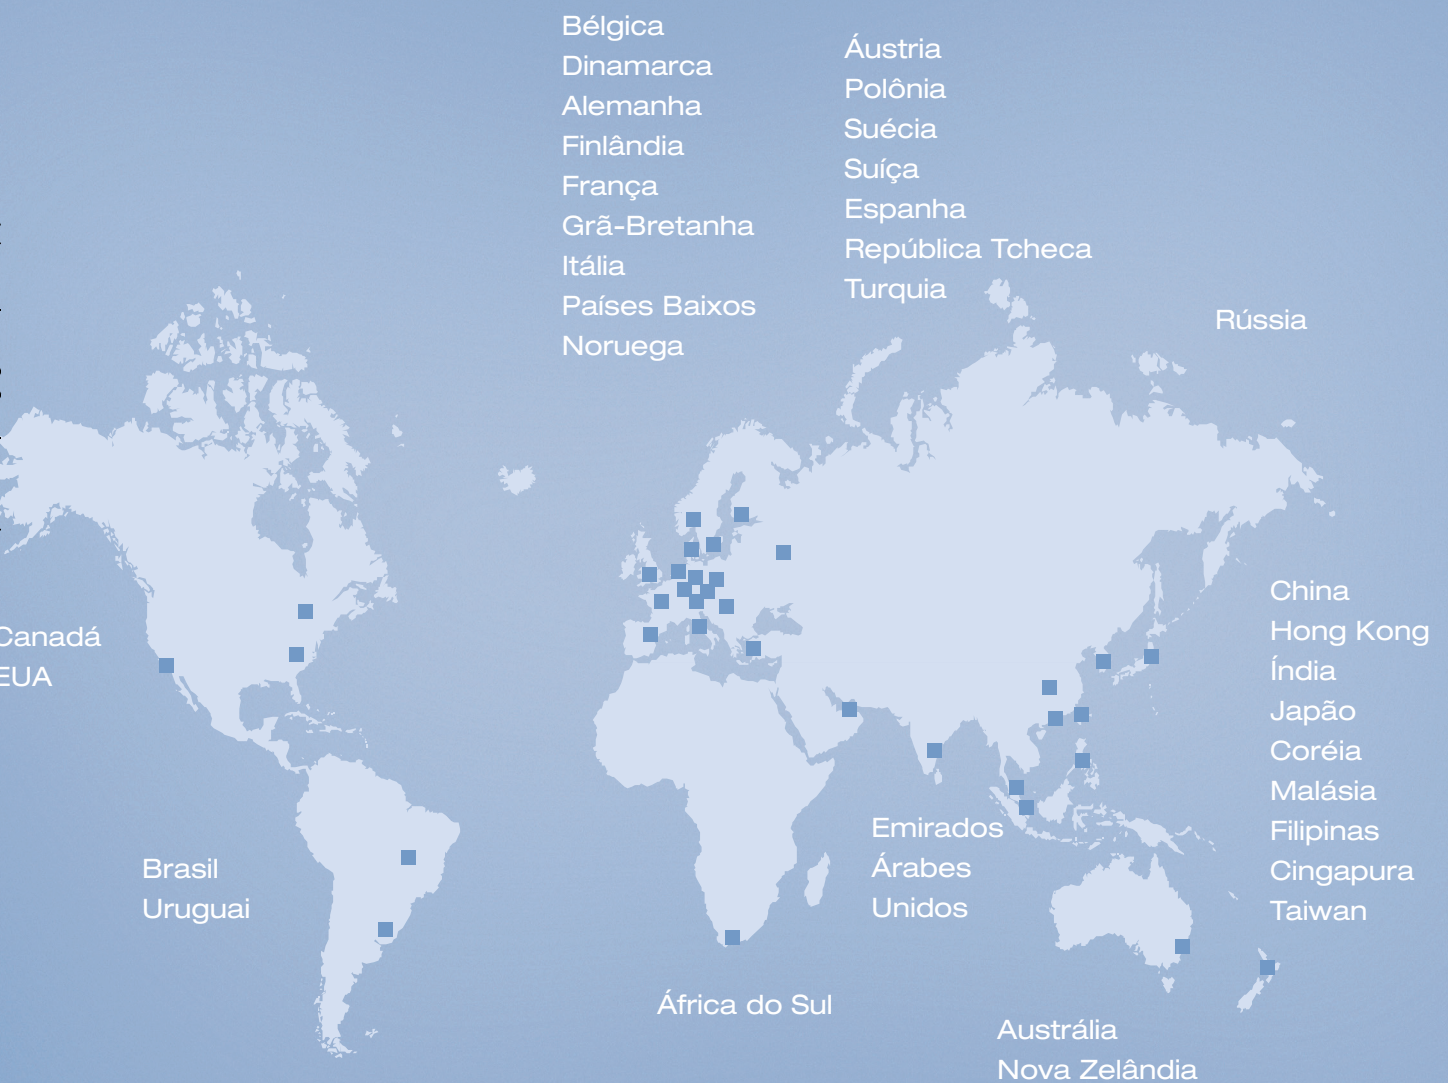 Bélgica
Dinamarca
Alemanha
Finlândia
França
Grã-Bretanha
Itália
Países Baixos
Noruega
Áustria
Polônia
Suécia
Suíça
Espanha
República Tcheca
Turquia
Rússia
Canadá
EUA
China
Hong Kong
Índia
Japão
Coréia
Malásia
Filipinas
Cingapura
Taiwan
Brasil
Uruguai
Emirados
Árabes
Unidos
África do Sul
Austrália
Nova Zelândia